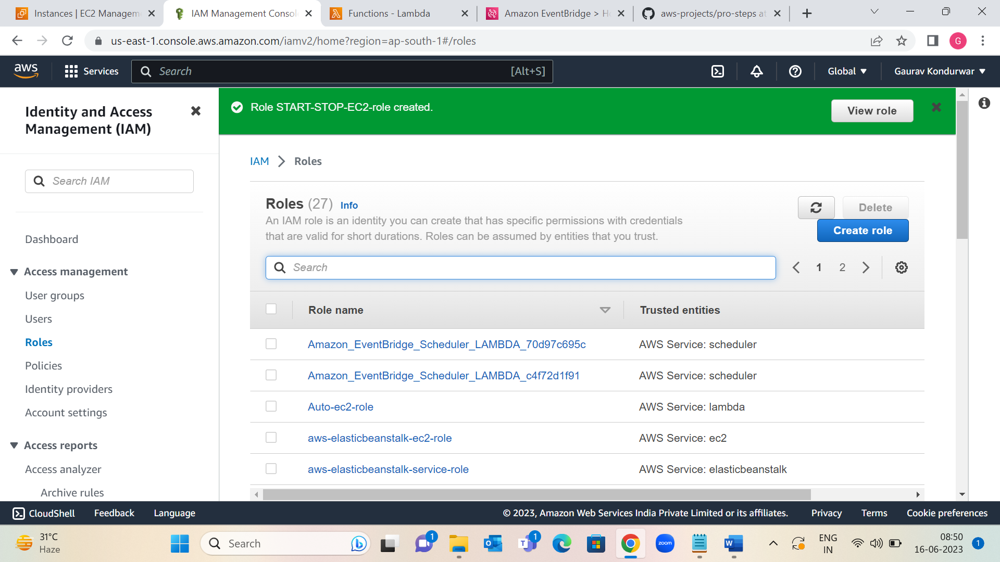 Instances | EC2 Managem
IAM Management Consol
Functions - Lambda
Amazon EventBridge > H
aws-projects/pro-steps at
us-east-1.console.aws.amazon.com/iamv2/home?region=ap-south-1#/roles
G
aws
Services
Search
[Alt+S]
Global
Gaurav Kondurwar
Identity and Access
Management (IAM)
Search IAM
Dashboard
Access management
User groups
Users
Roles
Policies
Identity providers
Account settings
Access reports
Access analyzer
Archive rules
Role START-STOP-EC2-role created.
View role
IAM
Roles
Roles (27) Info
An IAM role is an identity you can create that has specific permissions with credentials
that are valid for short durations. Roles can be assumed by entities that you trust.
Delete
Create role
Search
1
2
Role name
Trusted entities
Amazon_EventBridge_Scheduler_LAMBDA_70d97c695c
AWS Service: scheduler
Amazon_EventBridge_Scheduler_LAMBDA_c4f72d1f91
AWS Service: scheduler
Auto-ec2-role
AWS Service: lambda
aws-elasticbeanstalk-ec2-role
AWS Service: ec2
aws-elasticbeanstalk-service-role
AWS Service: elasticbeanstalk
CloudShell
Feedback
Language
© 2023, Amazon Web Services India Private Limited or its affiliates.
Privacy
Terms
Cookie preferences
31°C
Haze
Search
1
1
zoom
ENG
IN
08:50
16-06-2023
1